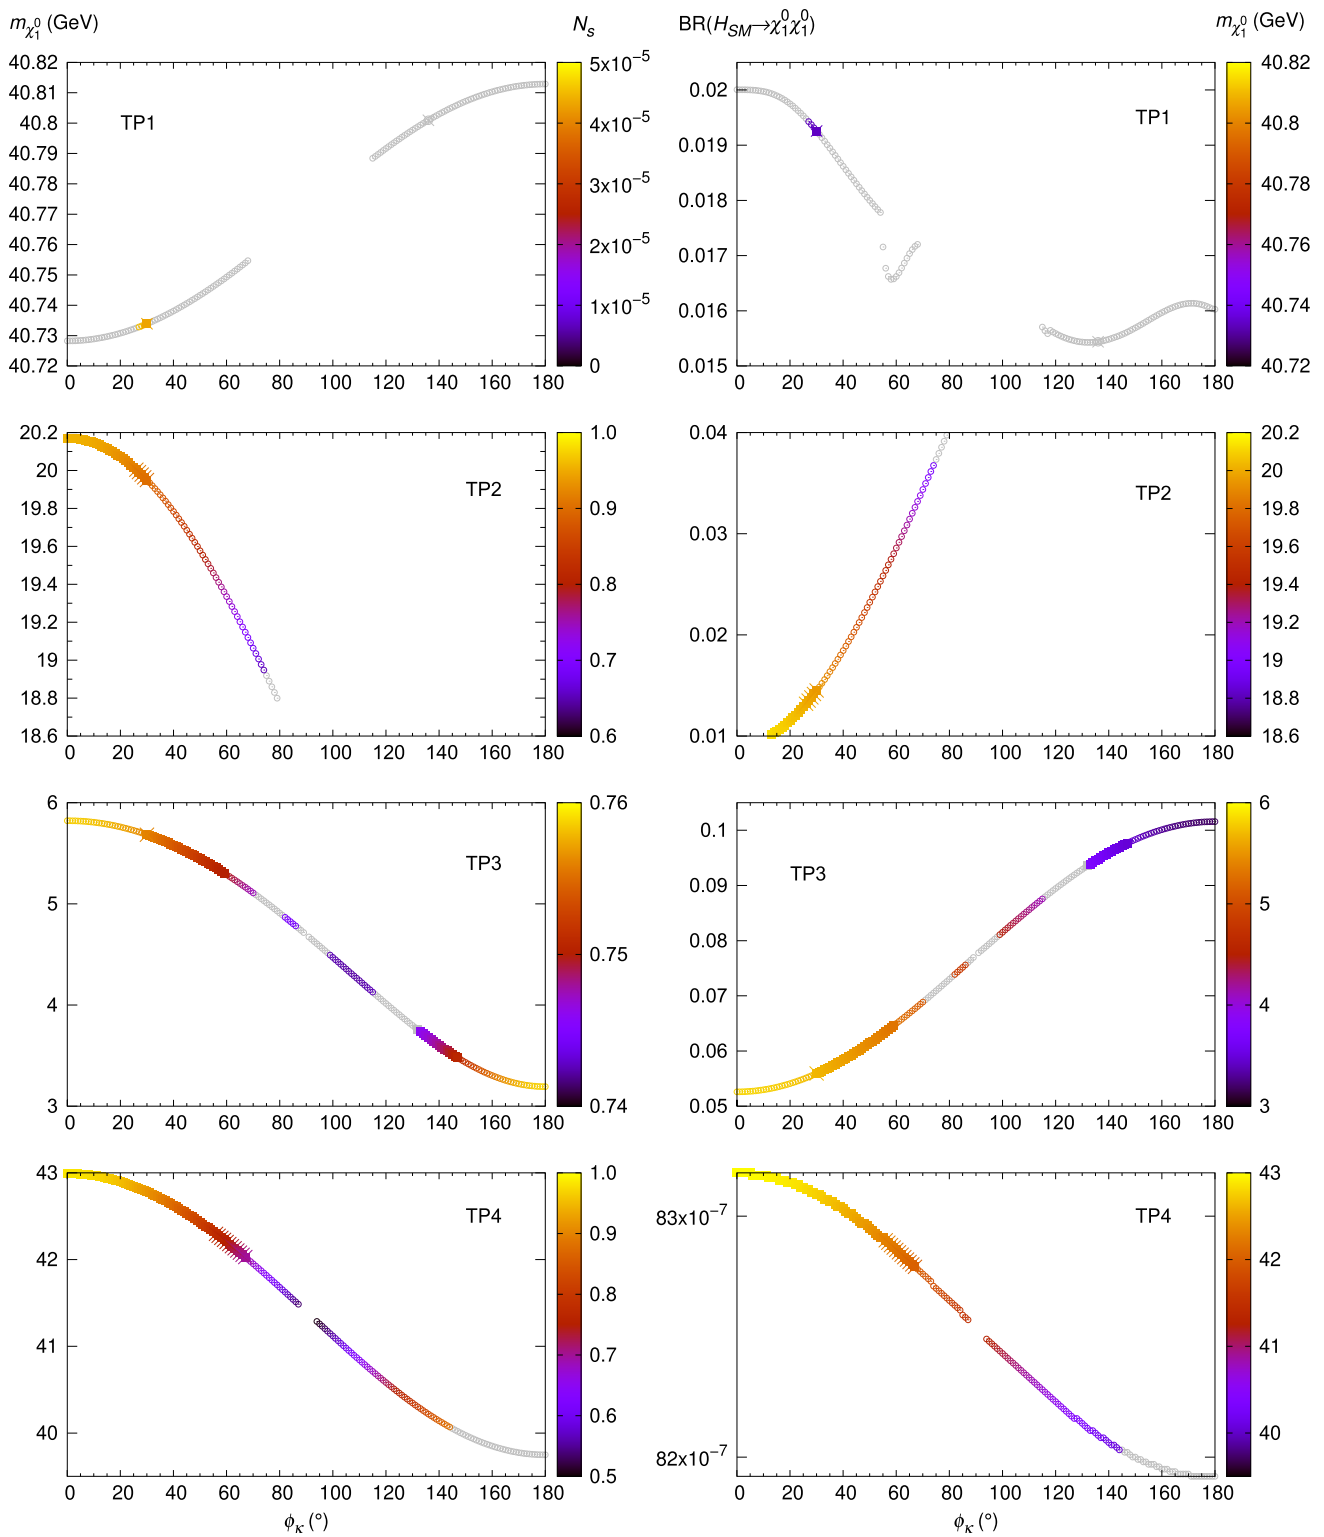 m_{χ_1^0} (GeV)
N_s
BR(H_{SM}→χ_1^0χ_1^0)
m_{χ_1^0} (GeV)
40.82
40.81
40.8
40.79
40.78
40.77
40.76
40.75
40.74
40.73
40.72
TP1
0 20 40 60 80 100 120 140 160 180
5x10^{−5}
4x10^{−5}
3x10^{−5}
2x10^{−5}
1x10^{−5}
0
0.02
0.019
0.018
0.017
0.016
0.015
TP1
0 20 40 60 80 100 120 140 160 180
40.82
40.8
40.78
40.76
40.74
40.72
20.2
20
19.8
19.6
19.4
19.2
19
18.8
18.6
TP2
0 20 40 60 80 100 120 140 160 180
1.0
0.9
0.8
0.7
0.6
0.04
0.03
0.02
0.01
TP2
0 20 40 60 80 100 120 140 160 180
20.2
20
19.8
19.6
19.4
19.2
19
18.8
18.6
6
5
4
3
TP3
0 20 40 60 80 100 120 140 160 180
0.76
0.75
0.74
0.1
0.09
0.08
0.07
0.06
0.05
TP3
0 20 40 60 80 100 120 140 160 180
6
5
4
3
43
42
41
40
TP4
0 20 40 60 80 100 120 140 160 180
ϕ_κ (°)
1.0
0.9
0.8
0.7
0.6
0.5
83x10^{−7}
82x10^{−7}
TP4
0 20 40 60 80 100 120 140 160 180
ϕ_κ (°)
43
42
41
40